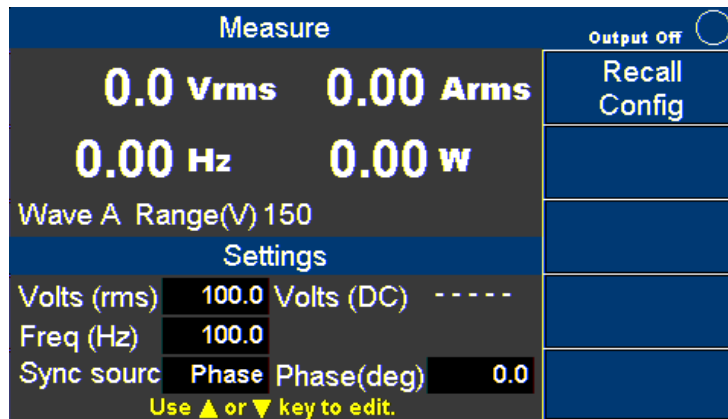 Measure
Output Off
0.0 Vrms 0.00 Arms
Recall
Config
0.00 Hz 0.00 W
Wave A Range(V) 150
Settings
Volts (rms) 100.0 Volts (DC) -----
Freq (Hz) 100.0
Sync sourc Phase Phase(deg) 0.0
Use ▲ or ▼ key to edit.